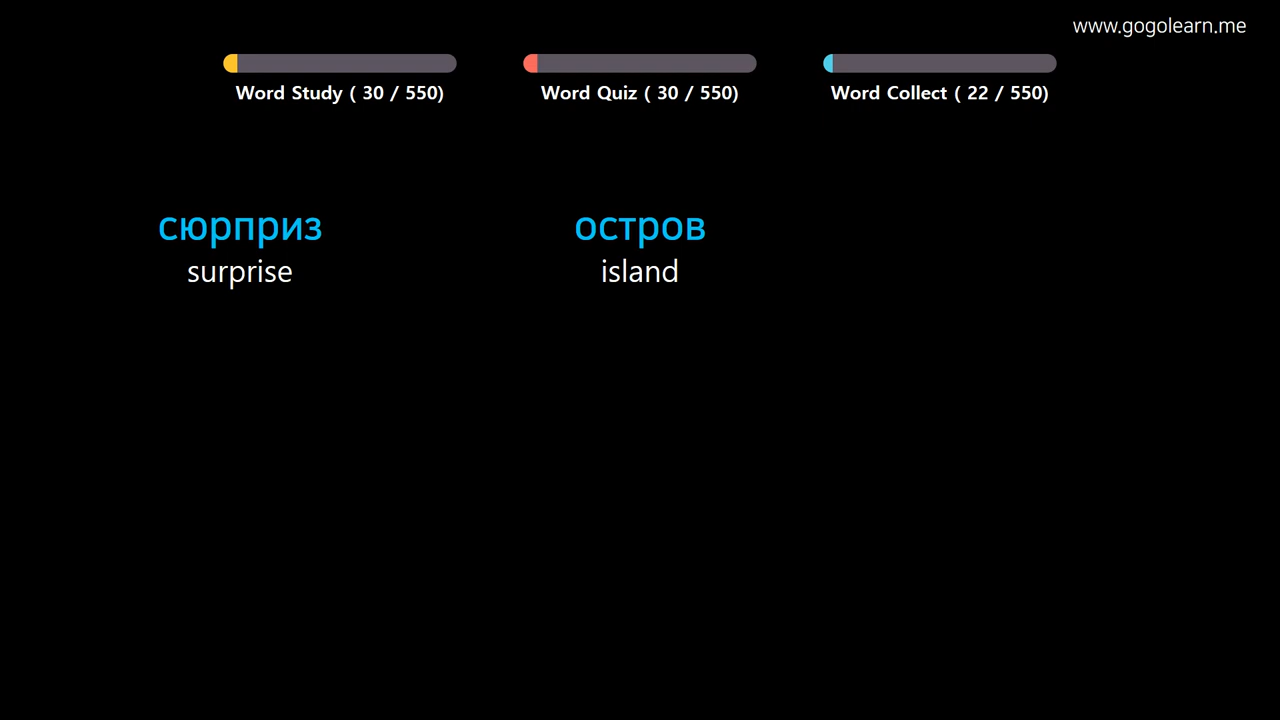 www.gogolearn.me
Word Study ( 30 / 550)
Word Quiz ( 30 / 550)
Word Collect ( 22 / 550)
сюрприз
surprise
остров
island